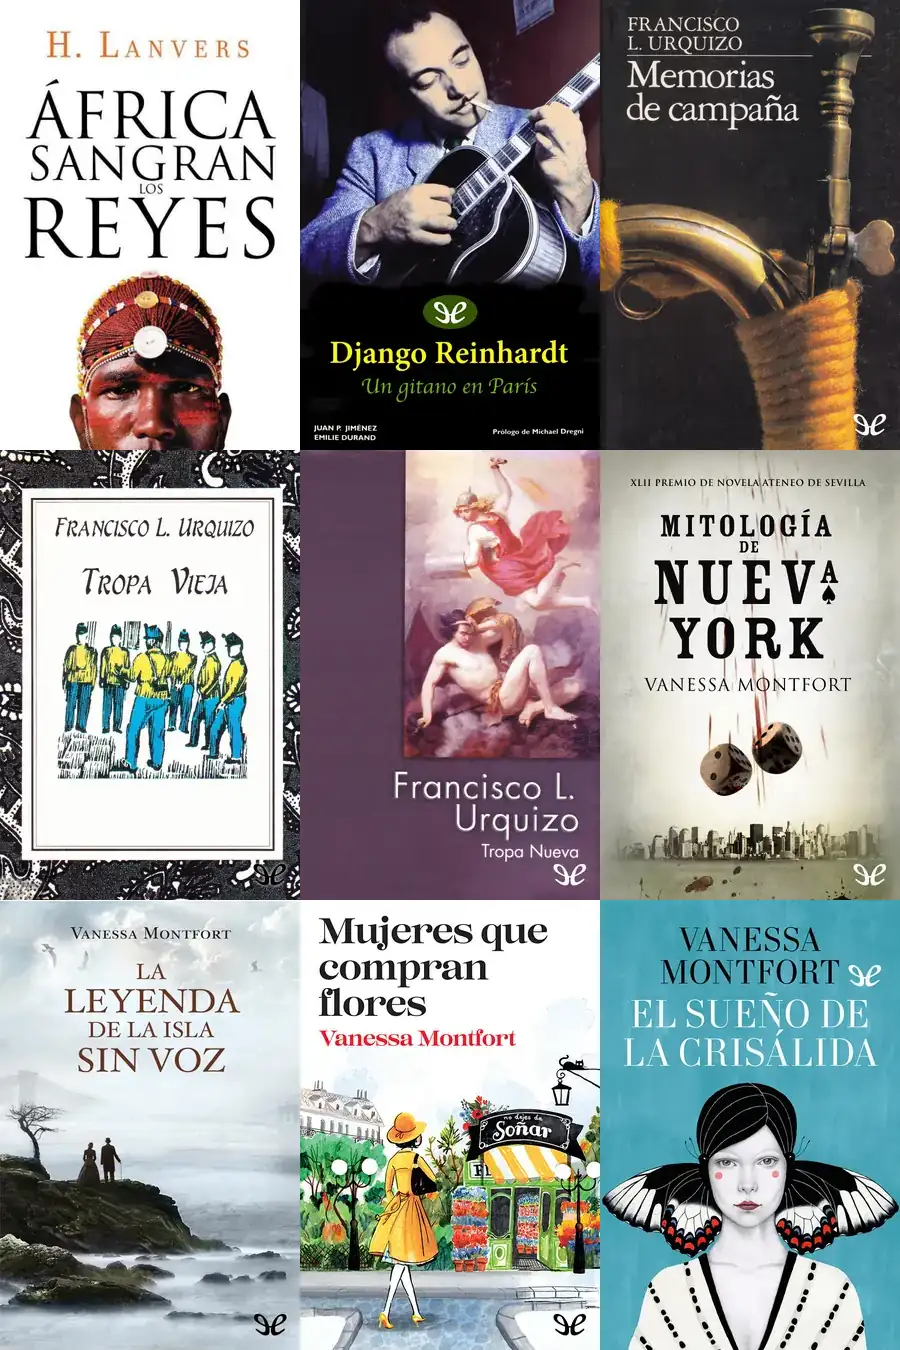 H. LANVERS
ÁFRICA
SANGRAN
LOS
REYES
Django Reinhardt
Un gitano en París
JUAN P. JIMÉNEZ
EMILIE DURAND
Prólogo de Michael Dregni
FRANCISCO
L. URQUIZO
Memorias
de campaña
FRANCISCO L. URQUIZO
TROPA VIEJA
Francisco L.
Urquizo
Tropa Nueva
XLII PREMIO DE NOVELA ATENEO DE SEVILLA
MITOLOGÍA
DE
NUEVA
YORK
VANESSA MONTFORT
VANESSA MONTFORT
LA
LEYENDA
DE LA ISLA
SIN VOZ
Mujeres que
compran
flores
Vanessa Montfort
no dejes de
Soñar
VANESSA
MONTFORT
EL SUEÑO DE
LA CRISÁLIDA